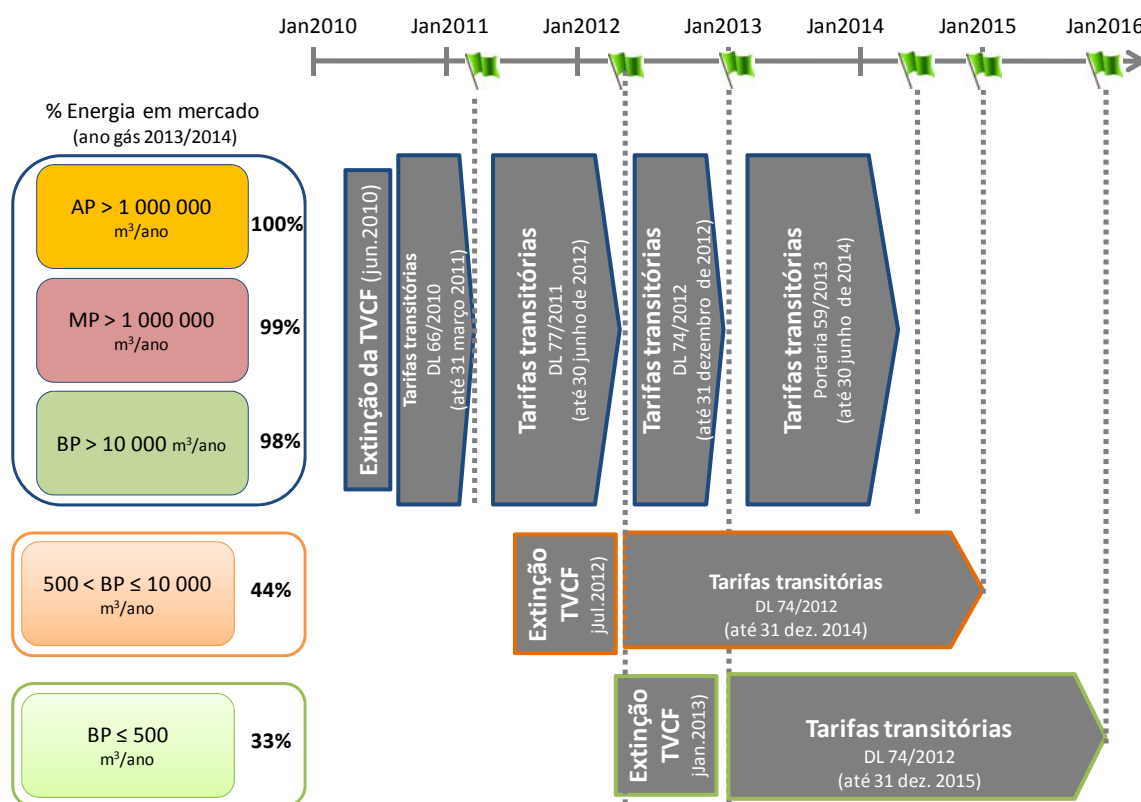 Jan2010 Jan2011 Jan2012 Jan2013 Jan2014 Jan2015 Jan2016
% Energia em mercado
(ano gás 2013/2014)
AP > 1 000 000
m³/ano
100%
MP > 1 000 000
m³/ano
99%
BP > 10 000 m³/ano
98%
Extinção da TVCF (jun.2010)
Tarifas transitórias
DL 66/2010
(até 31 março 2011)
Tarifas transitórias
DL 77/2011
(até 30 junho de 2012)
Tarifas transitórias
DL 74/2012
(até 31 dezembro de 2012)
Tarifas transitórias
Portaria 59/2013
(até 30 junho de 2014)
500 < BP ≤ 10 000
m³/ano
44%
Extinção
TVCF
jJul.2012)
Tarifas transitórias
DL 74/2012
(até 31 dez. 2014)
BP ≤ 500
m³/ano
33%
Extinção
TVCF
jJan.2013)
Tarifas transitórias
DL 74/2012
(até 31 dez. 2015)